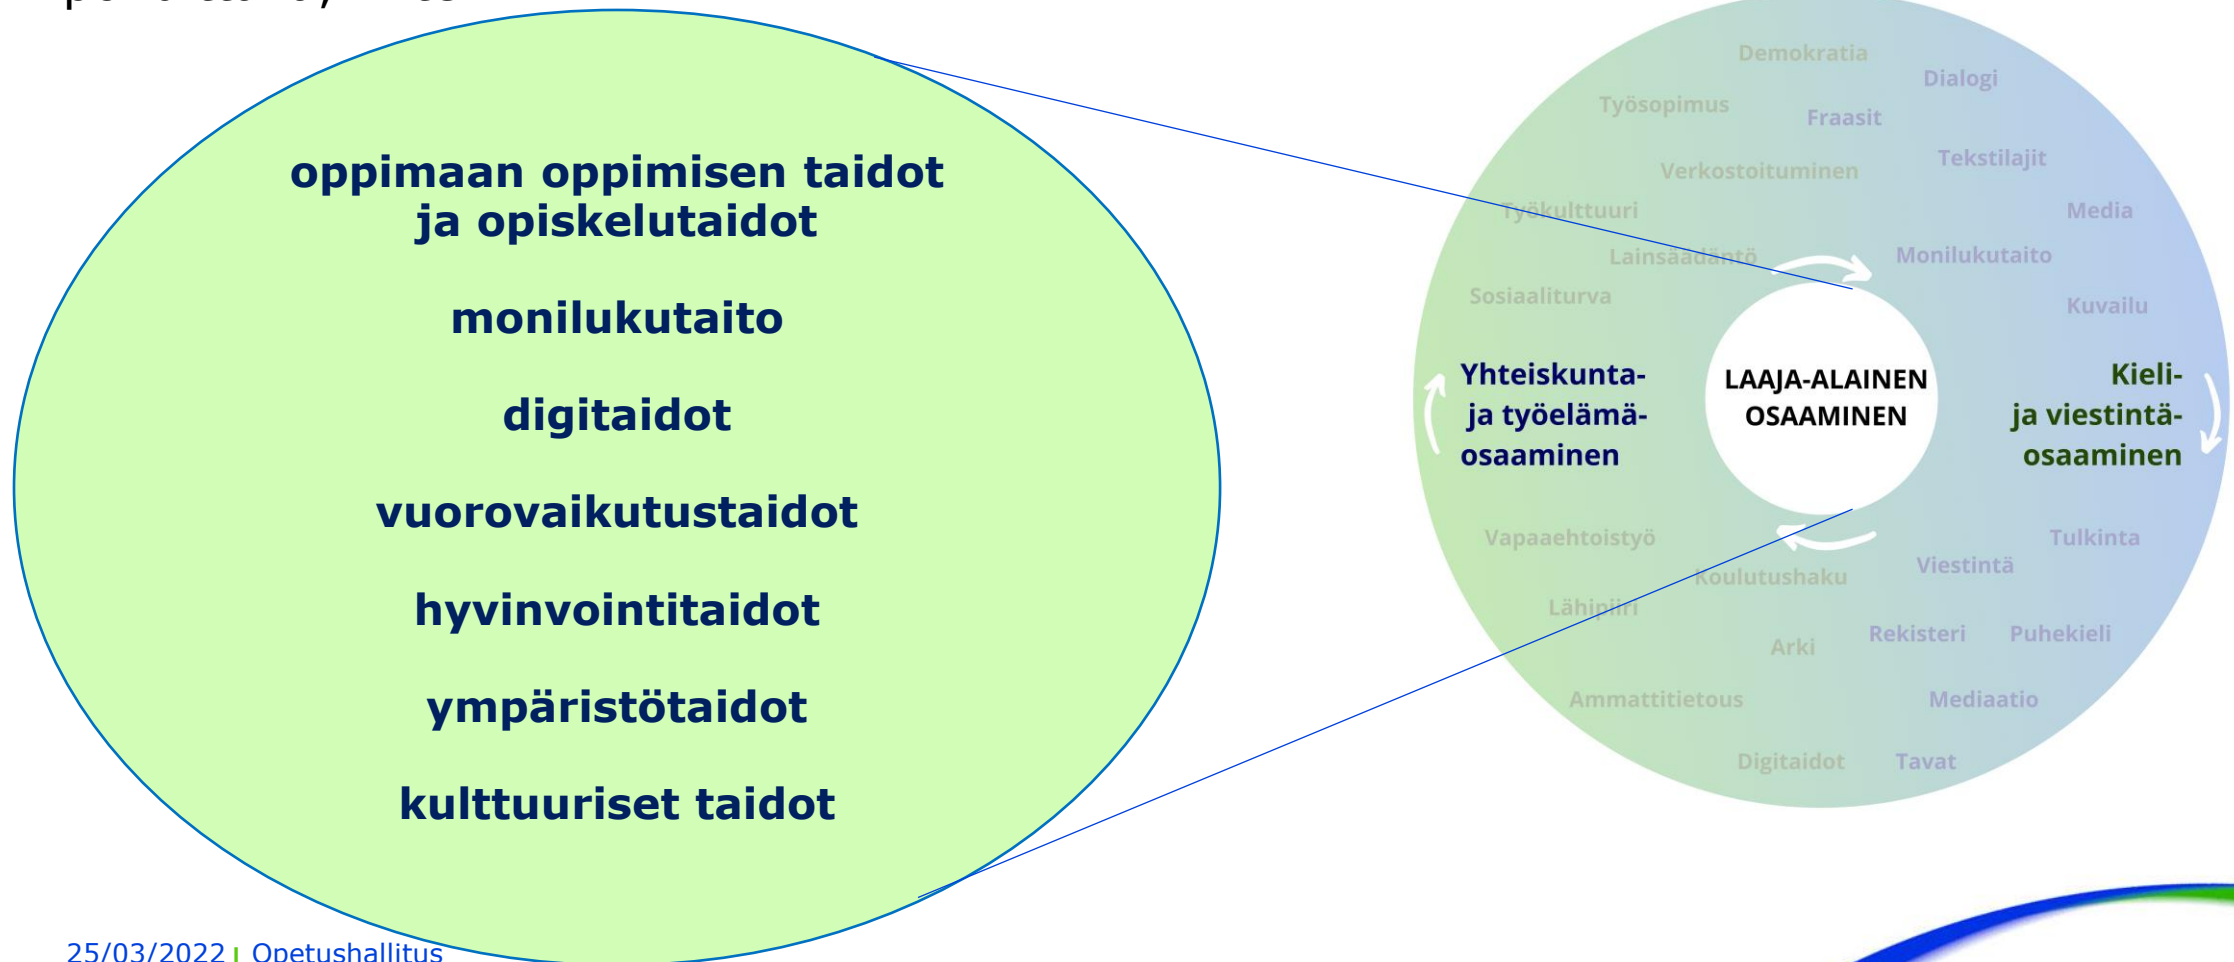 oppimaan oppimisen taidot
ja opiskelutaidot
monilukutaito
digitaidot
vuorovaikutustaidot
hyvinvointitaidot
ympäristötaidot
kulttuuriset taidot
Demokratia
Dialogi
Työsopimus
Fraasit
Verkostoituminen
Tekstilajit
Työkulttuuri
Media
Lainsäädäntö
Monilukutaito
Sosiaaliturva
Kuvailu
Yhteiskunta-
ja työelämä-
osaaminen
LAAJA-ALAINEN
OSAAMINEN
Kieli-
ja viestintä-
osaaminen
Vapaaehtoistyö
Tulkinta
Koulutushaku
Viestintä
Lähipiiri
Arki
Rekisteri
Puhekieli
Ammattitietous
Mediaatio
Digitaidot
Tavat
25/03/2022 | Opetushallitus